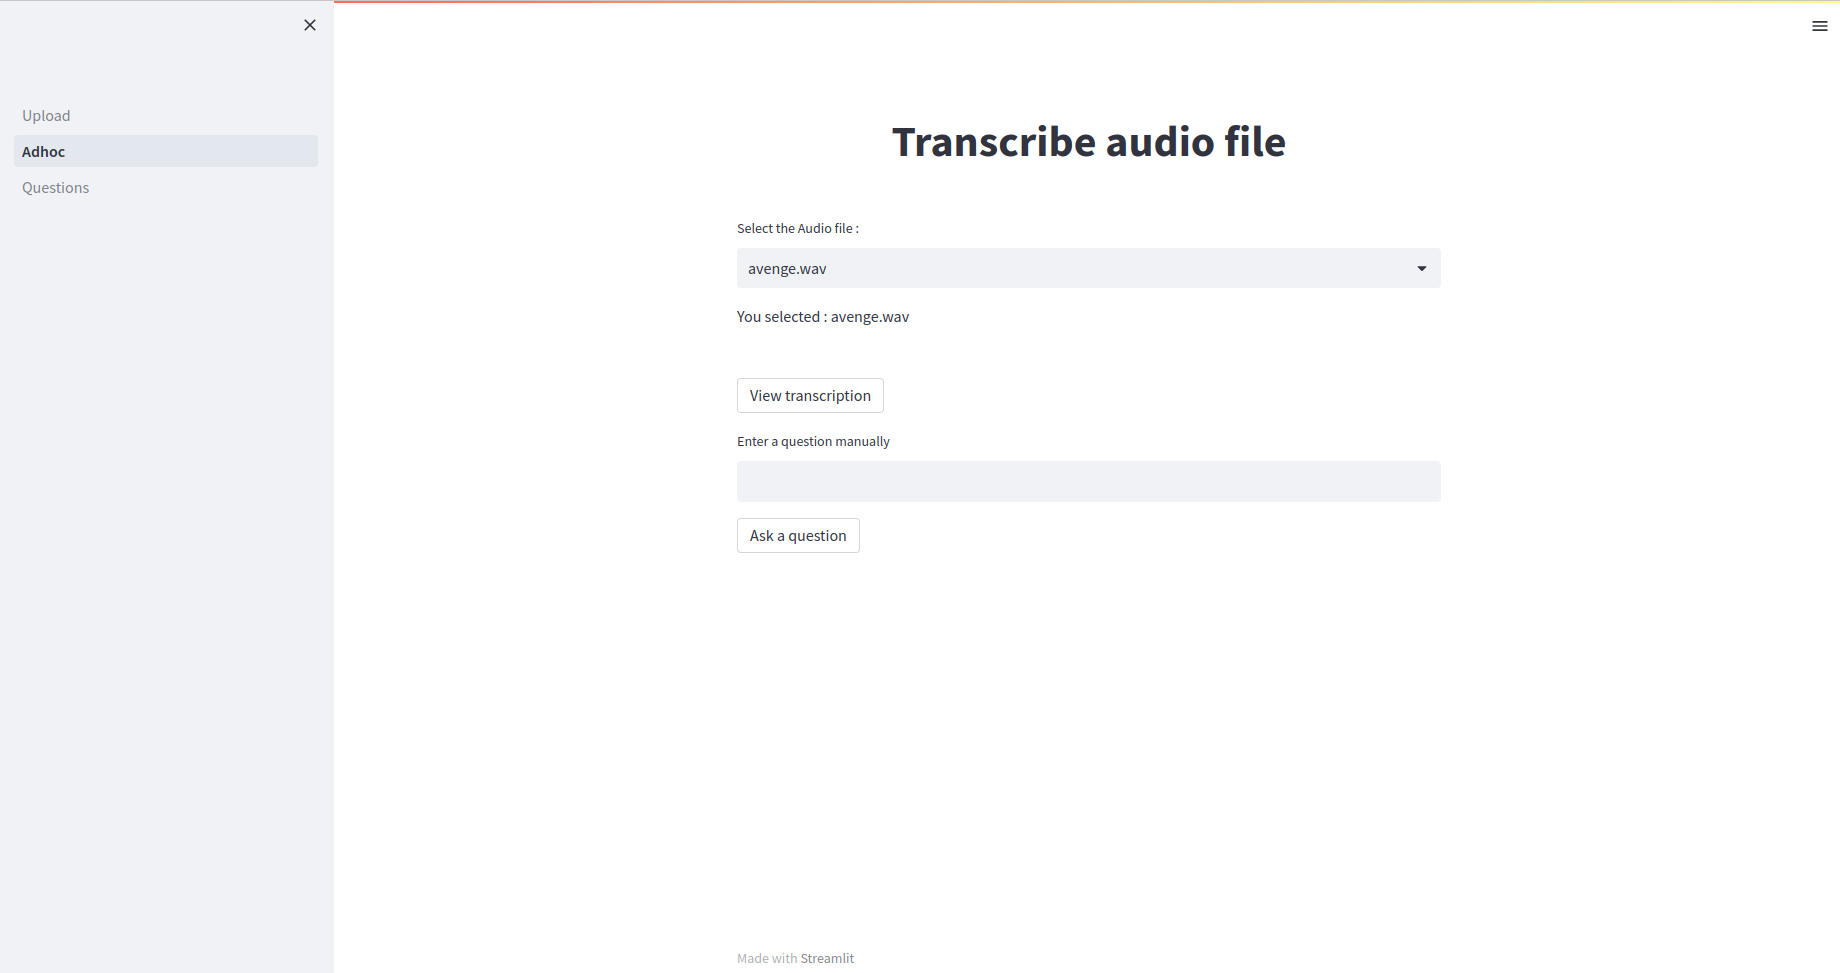 Upload
Adhoc
Questions
Transcribe audio file
Select the Audio file :
avenge.wav
You selected : avenge.wav
View transcription
Enter a question manually
Ask a question
Made with Streamlit